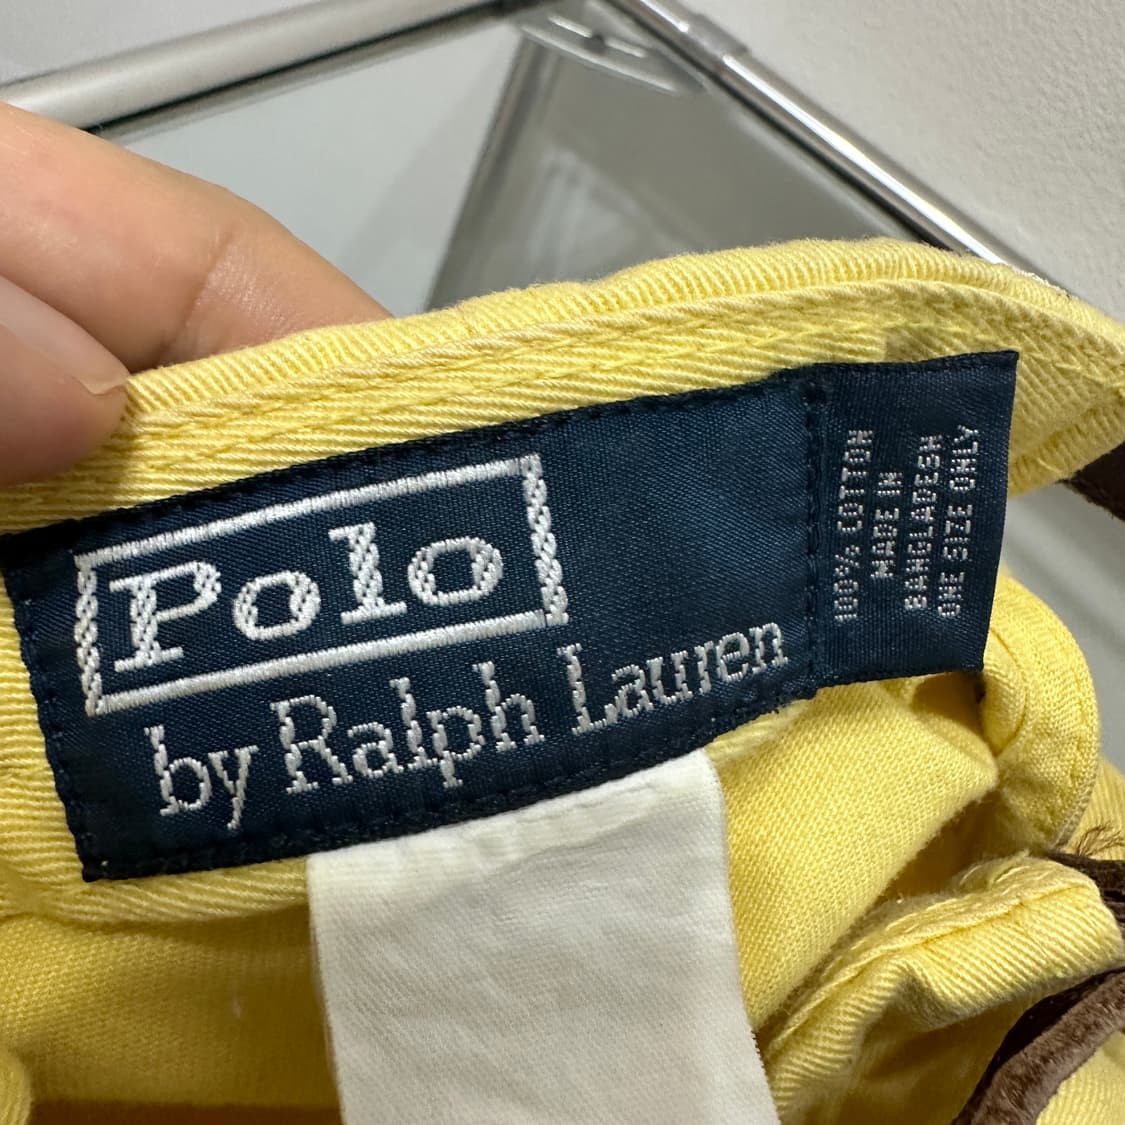 Polo
by Ralph Lauren
100% COTTON
MADE IN
BANGLADESH
ONE SIZE ONLY